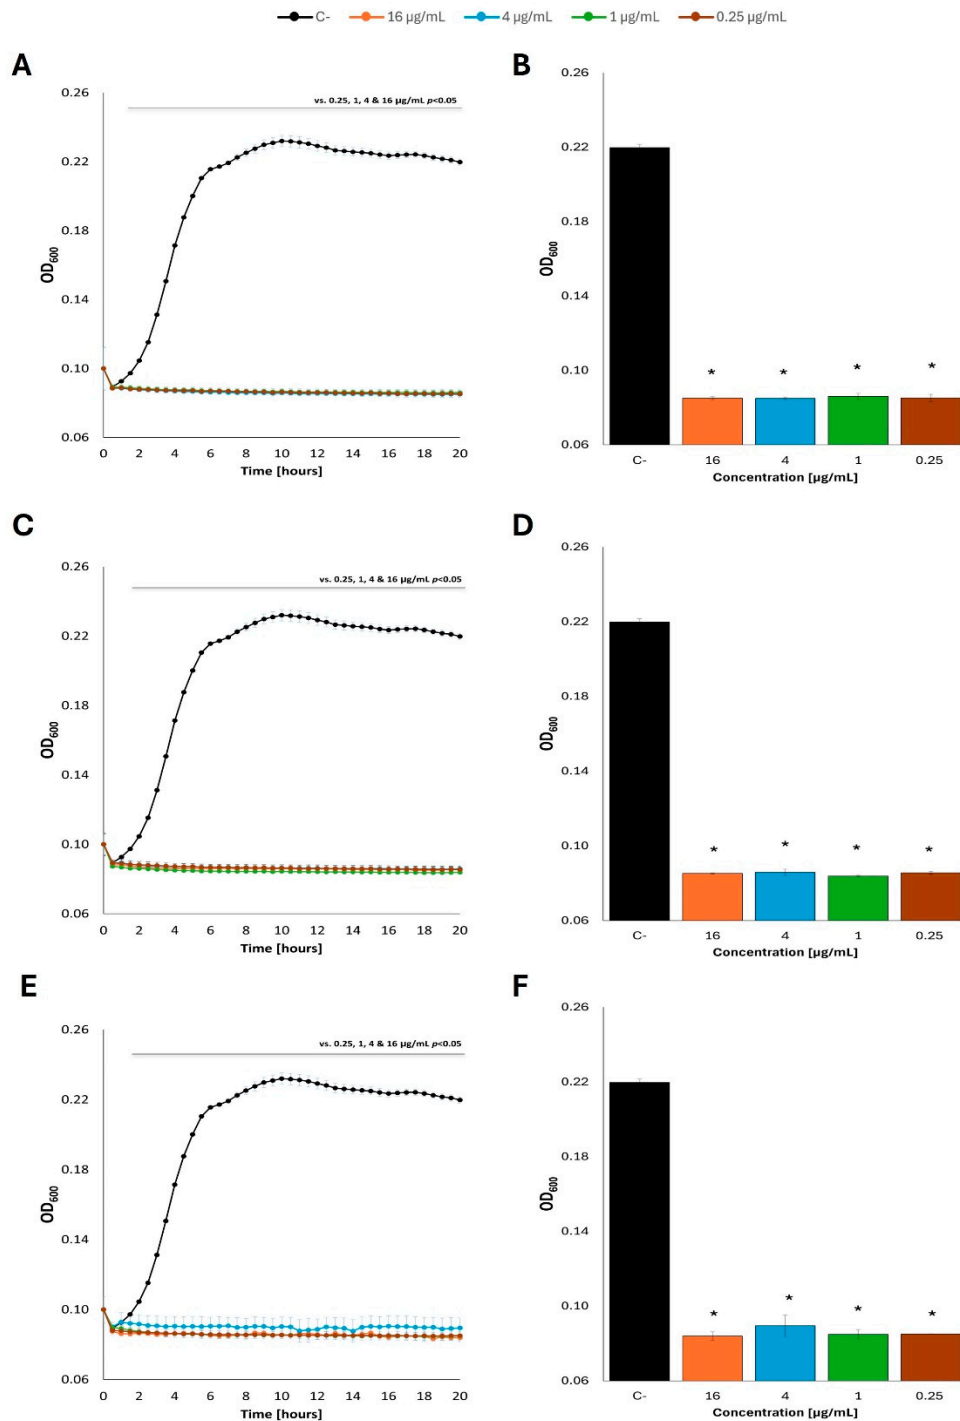 C- 16 µg/mL 4 µg/mL 1 µg/mL 0.25 µg/mL
A
vs. 0.25, 1, 4 & 16 µg/mL p<0.05
0.26
0.22
0.18
0.14
0.10
0.06
OD600
0 2 4 6 8 10 12 14 16 18 20
Time [hours]
B
0.26
0.22
0.18
0.14
0.10
0.06
OD600
* * * *
C- 16 4 1 0.25
Concentration [µg/mL]
C
vs. 0.25, 1, 4 & 16 µg/mL p<0.05
0.26
0.22
0.18
0.14
0.10
0.06
OD600
0 2 4 6 8 10 12 14 16 18 20
Time [hours]
D
0.26
0.22
0.18
0.14
0.10
0.06
OD600
* * * *
C- 16 4 1 0.25
Concentration [µg/mL]
E
vs. 0.25, 1, 4 & 16 µg/mL p<0.05
0.26
0.22
0.18
0.14
0.10
0.06
OD600
0 2 4 6 8 10 12 14 16 18 20
Time [hours]
F
0.26
0.22
0.18
0.14
0.10
0.06
OD600
* * * *
C- 16 4 1 0.25
Concentration [µg/mL]